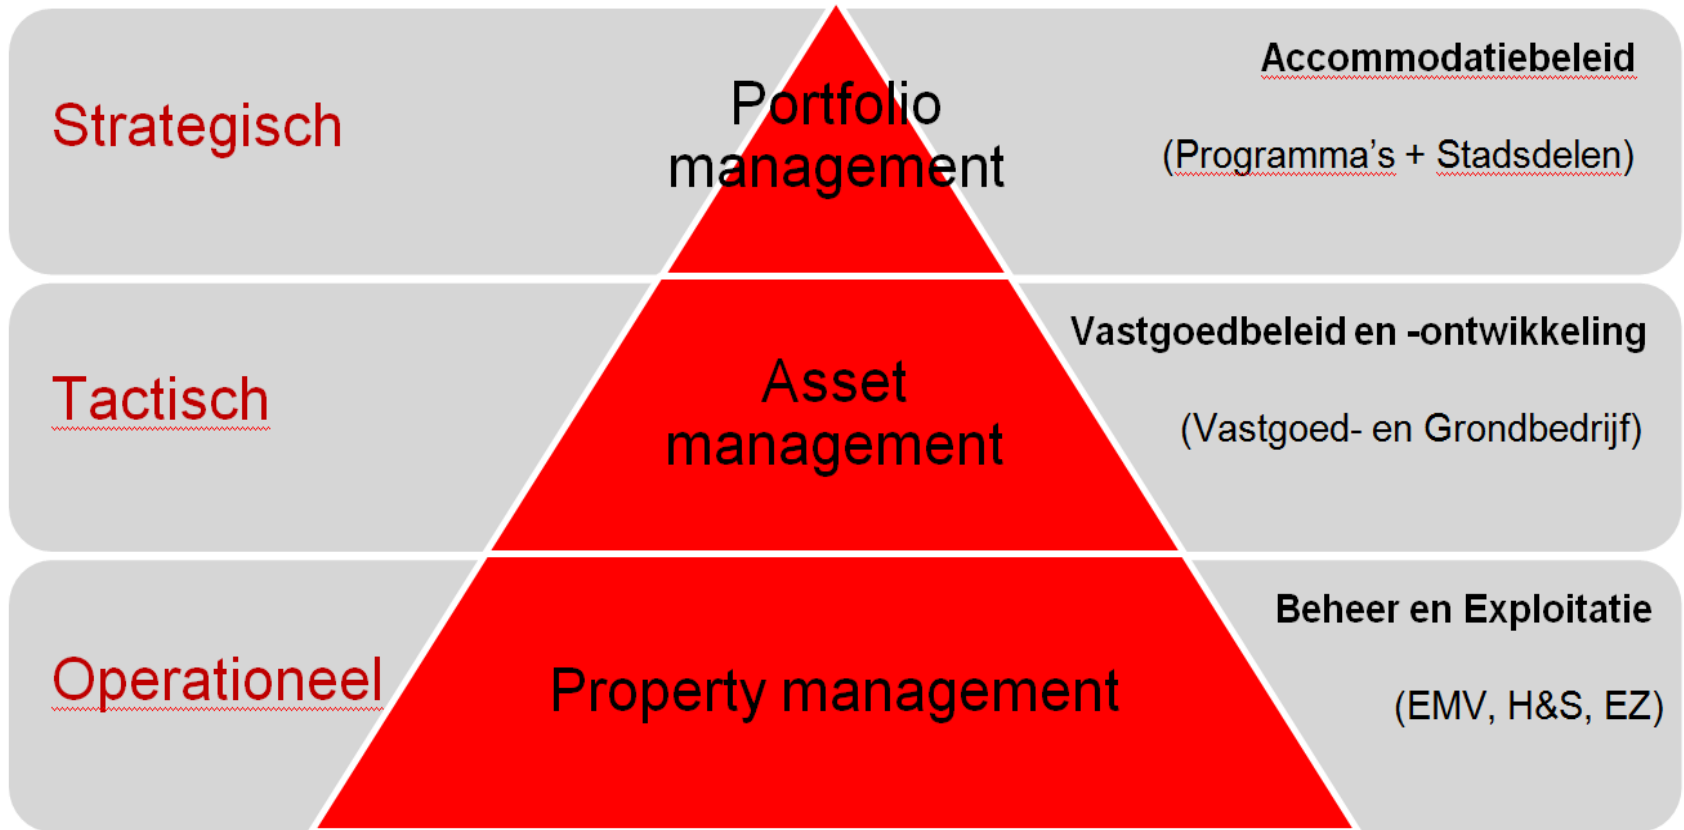 Strategisch
Portfolio
management
Accommodatiebeleid
(Programma's + Stadsdelen)
Tactisch
Asset
management
Vastgoedbeleid en -ontwikkeling
(Vastgoed- en Grondbedrijf)
Operationeel
Property management
Beheer en Exploitatie
(EMV, H&S, EZ)